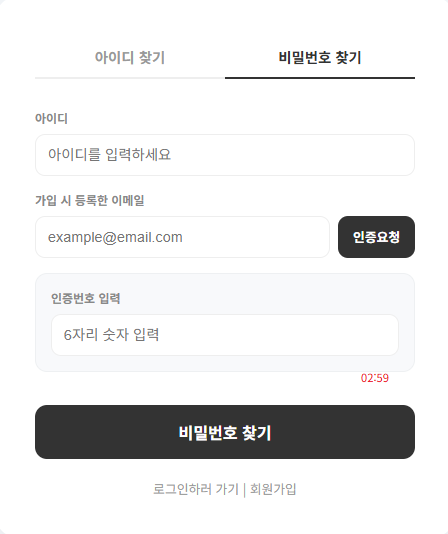 아이디 찾기 비밀번호 찾기
아이디
아이디를 입력하세요
가입 시 등록한 이메일
example@email.com 인증요청
인증번호 입력
6자리 숫자 입력
02:59
비밀번호 찾기
로그인하러 가기 | 회원가입